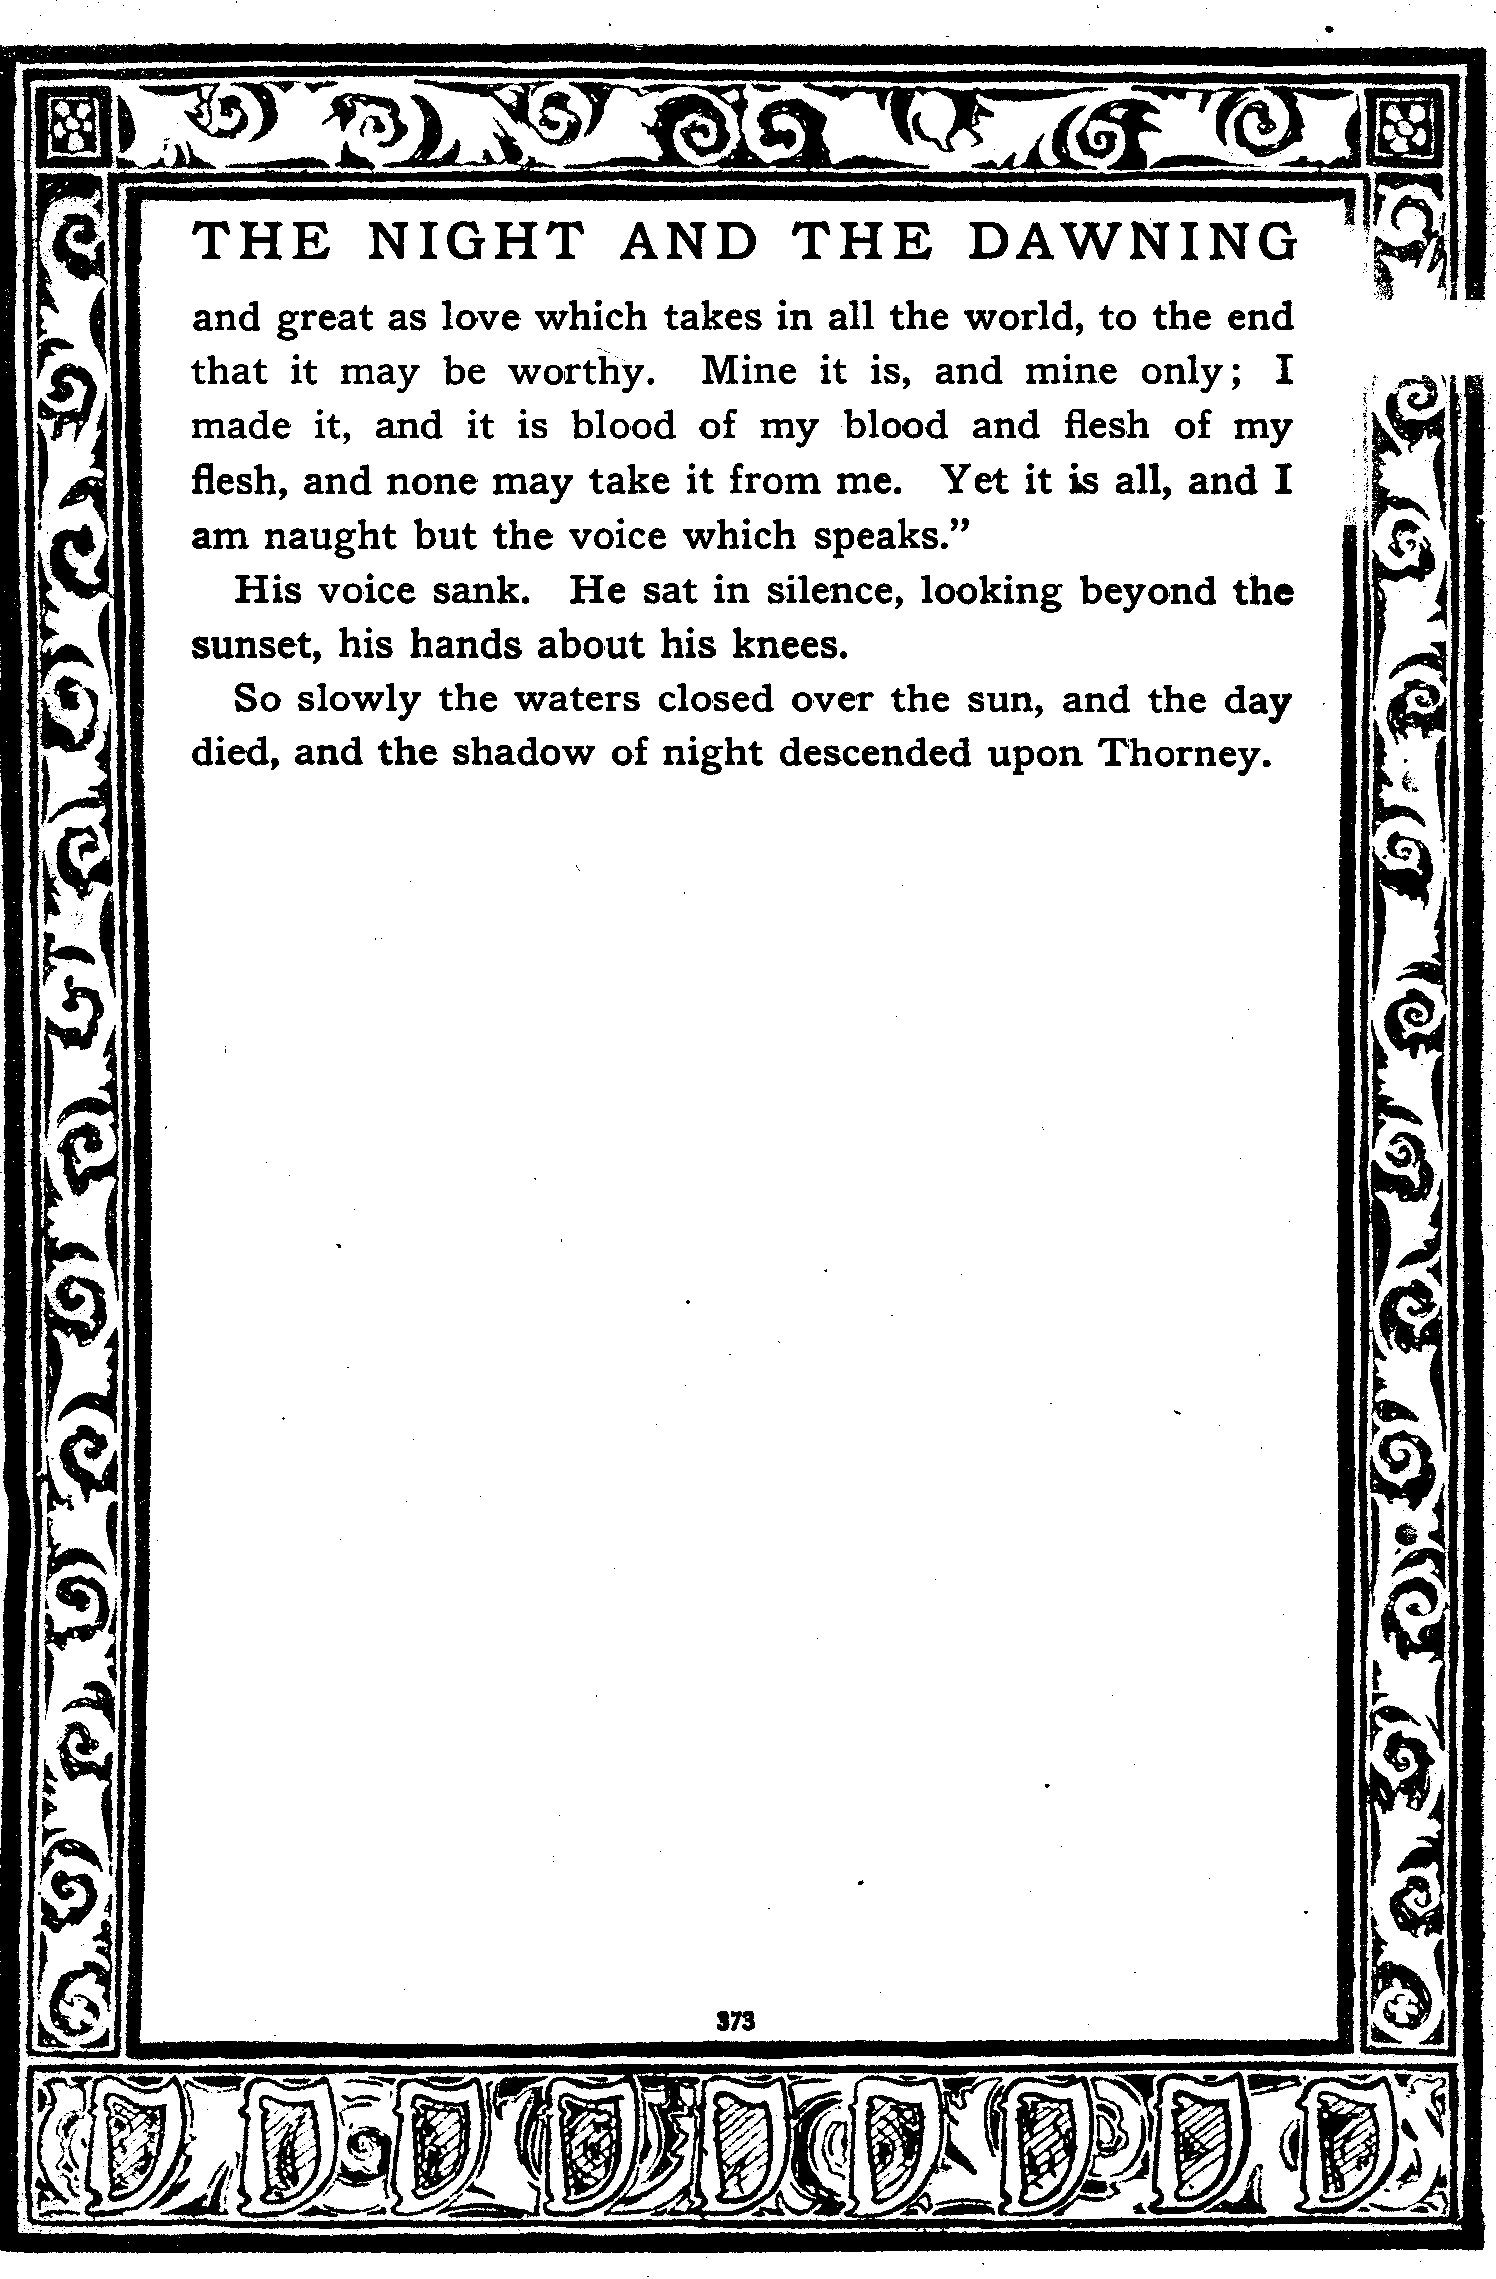 THE NIGHT AND THE DAWNING
and great as love which takes in all the world, to the end
that it may be worthy. Mine it is, and mine only; I
made it, and it is blood of my blood and flesh of my
flesh, and none may take it from me. Yet it is all, and I
am naught but the voice which speaks.”
His voice sank. He sat in silence, looking beyond the
sunset, his hands about his knees.
So slowly the waters closed over the sun, and the day
died, and the shadow of night descended upon Thorney.
373